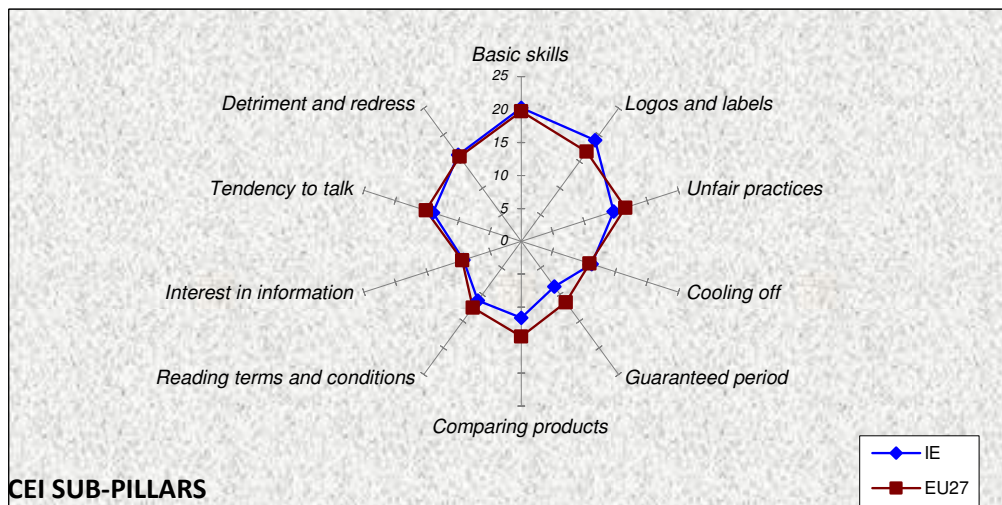 Basic skills
25
Detriment and redress
20
Logos and labels
15
Tendency to talk
10
Unfair practices
5
0
Interest in information
Cooling off
Reading terms and conditions
Guaranteed period
Comparing products
IE
CEI SUB-PILLARS
EU27